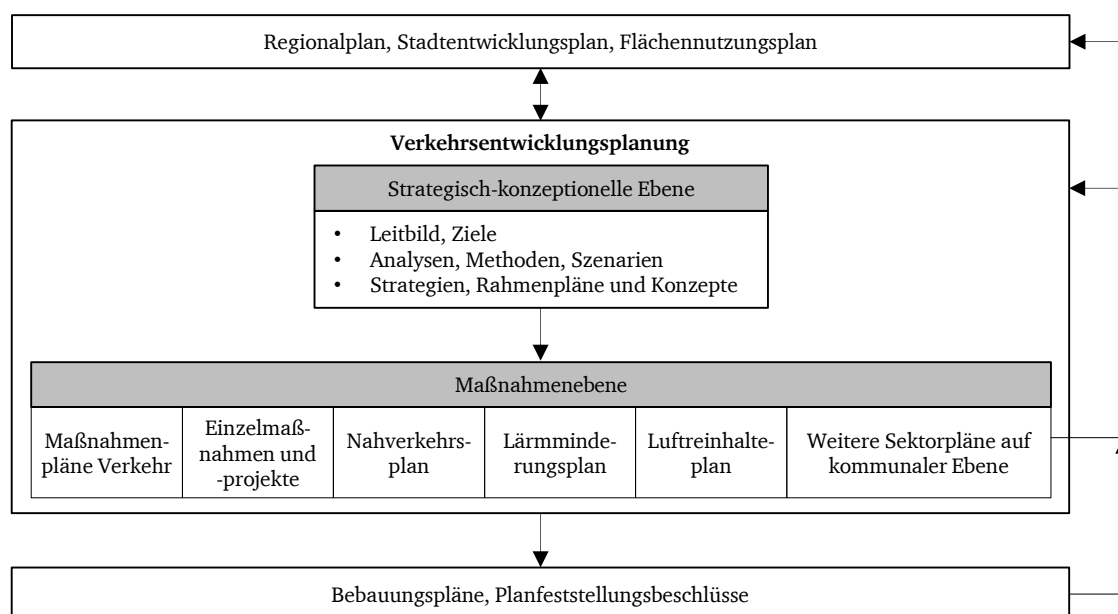 Regionalplan, Stadtentwicklungsplan, Flächennutzungsplan
Verkehrsentwicklungsplanung
Strategisch-konzeptionelle Ebene
• Leitbild, Ziele
• Analysen, Methoden, Szenarien
• Strategien, Rahmenpläne und Konzepte
Maßnahmenebene
Maßnahmen-
pläne Verkehr
Einzelmaß-
nahmen und
-projekte
Nahverkehrs-
plan
Lärmminde-
rungsplan
Luftreinhalte-
plan
Weitere Sektorpläne auf
kommunaler Ebene
Bebauungspläne, Planfeststellungsbeschlüsse